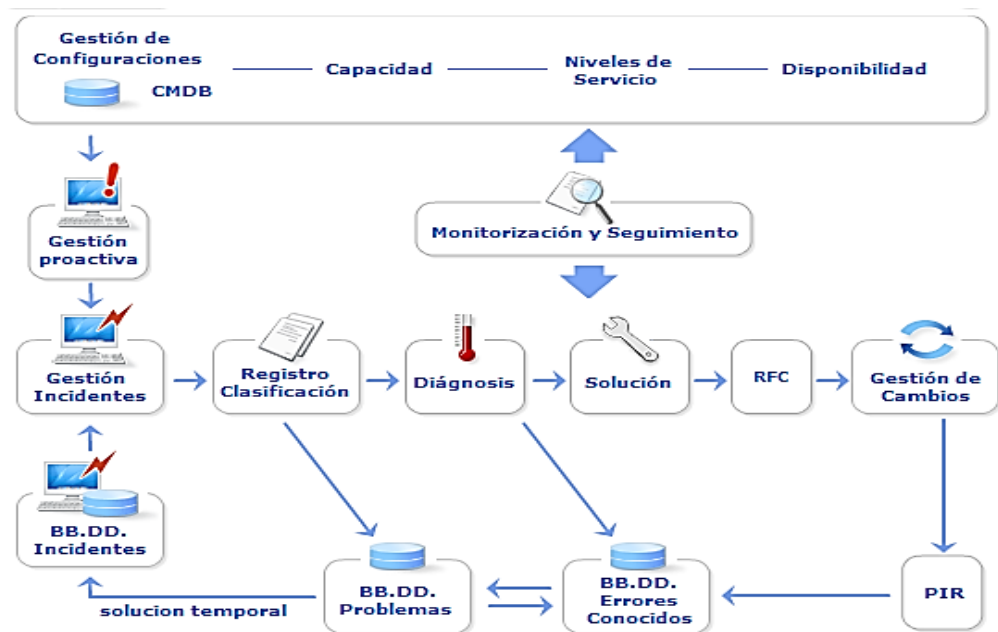 Gestión de
Configuraciones
CMDB
Capacidad
Niveles de
Servicio
Disponibilidad
Gestión
proactiva
Monitorización y Seguimiento
Gestión
Incidentes
Registro
Clasificación
Diágnosis
Solución
RFC
Gestión de
Cambios
BB.DD.
Incidentes
solucion temporal
BB.DD.
Problemas
BB.DD.
Errores
Conocidos
PIR